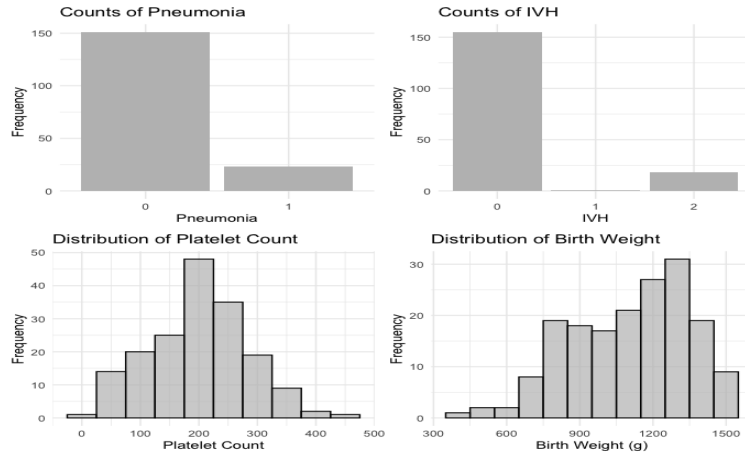 Counts of Pneumonia
150
100
50
0
Frequency
0 1
Pneumonia
Counts of IVH
150
100
50
0
Frequency
0 1 2
IVH
Distribution of Platelet Count
50
40
30
20
10
0
Frequency
0 100 200 300 400 500
Platelet Count
Distribution of Birth Weight
30
20
10
0
Frequency
300 600 900 1200 1500
Birth Weight (g)